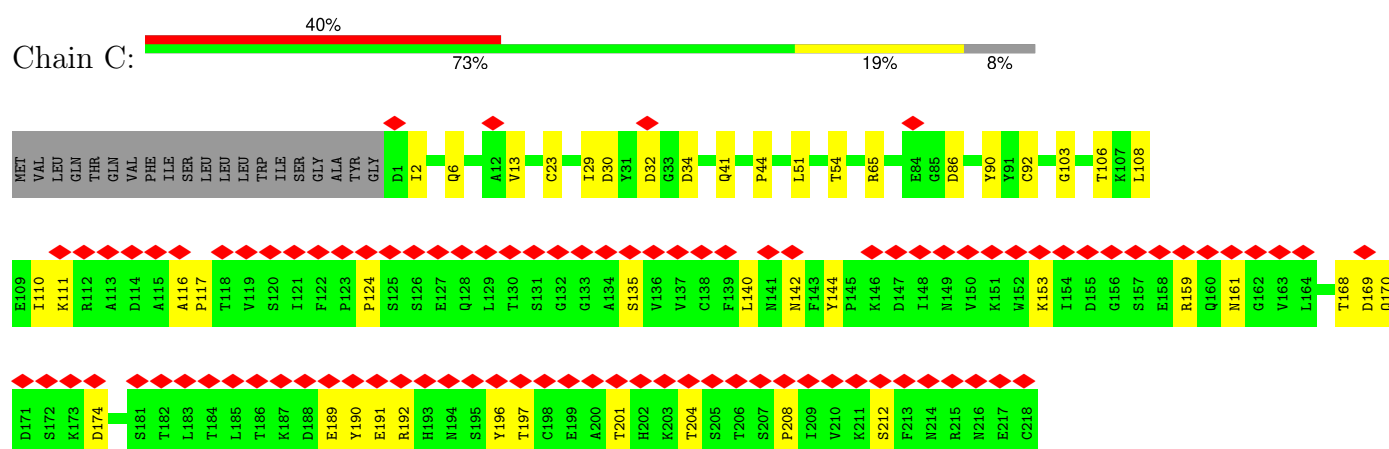 40%
Chain C:
73% 19% 8%
MET VAL LEU GLN THR GLN VAL PHE ILE SER LEU LEU LEU TRP ILE SER GLY ALA TYR GLY D1 I2 Q6 A12 V13 C23 I29 D30 Y31 D32 G33 D34 Q41 P44 L51 T54 R65 E84 G85 D86 Y90 Y91 C92 G103 T106 K107 L108
E109 I110 K111 R112 A113 D114 A115 A116 P117 T118 V119 S120 I121 F122 P123 P124 S125 S126 E127 Q128 L129 T130 S131 G132 G133 A134 S135 V136 V137 C138 F139 L140 N141 N142 F143 Y144 P145 K146 D147 I148 N149 V150 K151 W152 K153 I154 D155 G156 S157 E158 R159 Q160 N161 G162 V163 L164 T168 D169 Q170
D171 S172 K173 D174 S181 T182 L183 T184 L185 T186 K187 D188 E189 Y190 E191 R192 H193 N194 S195 Y196 T197 C198 E199 A200 T201 H202 K203 T204 S205 T206 S207 P208 I209 V210 K211 S212 F213 N214 R215 N216 E217 C218